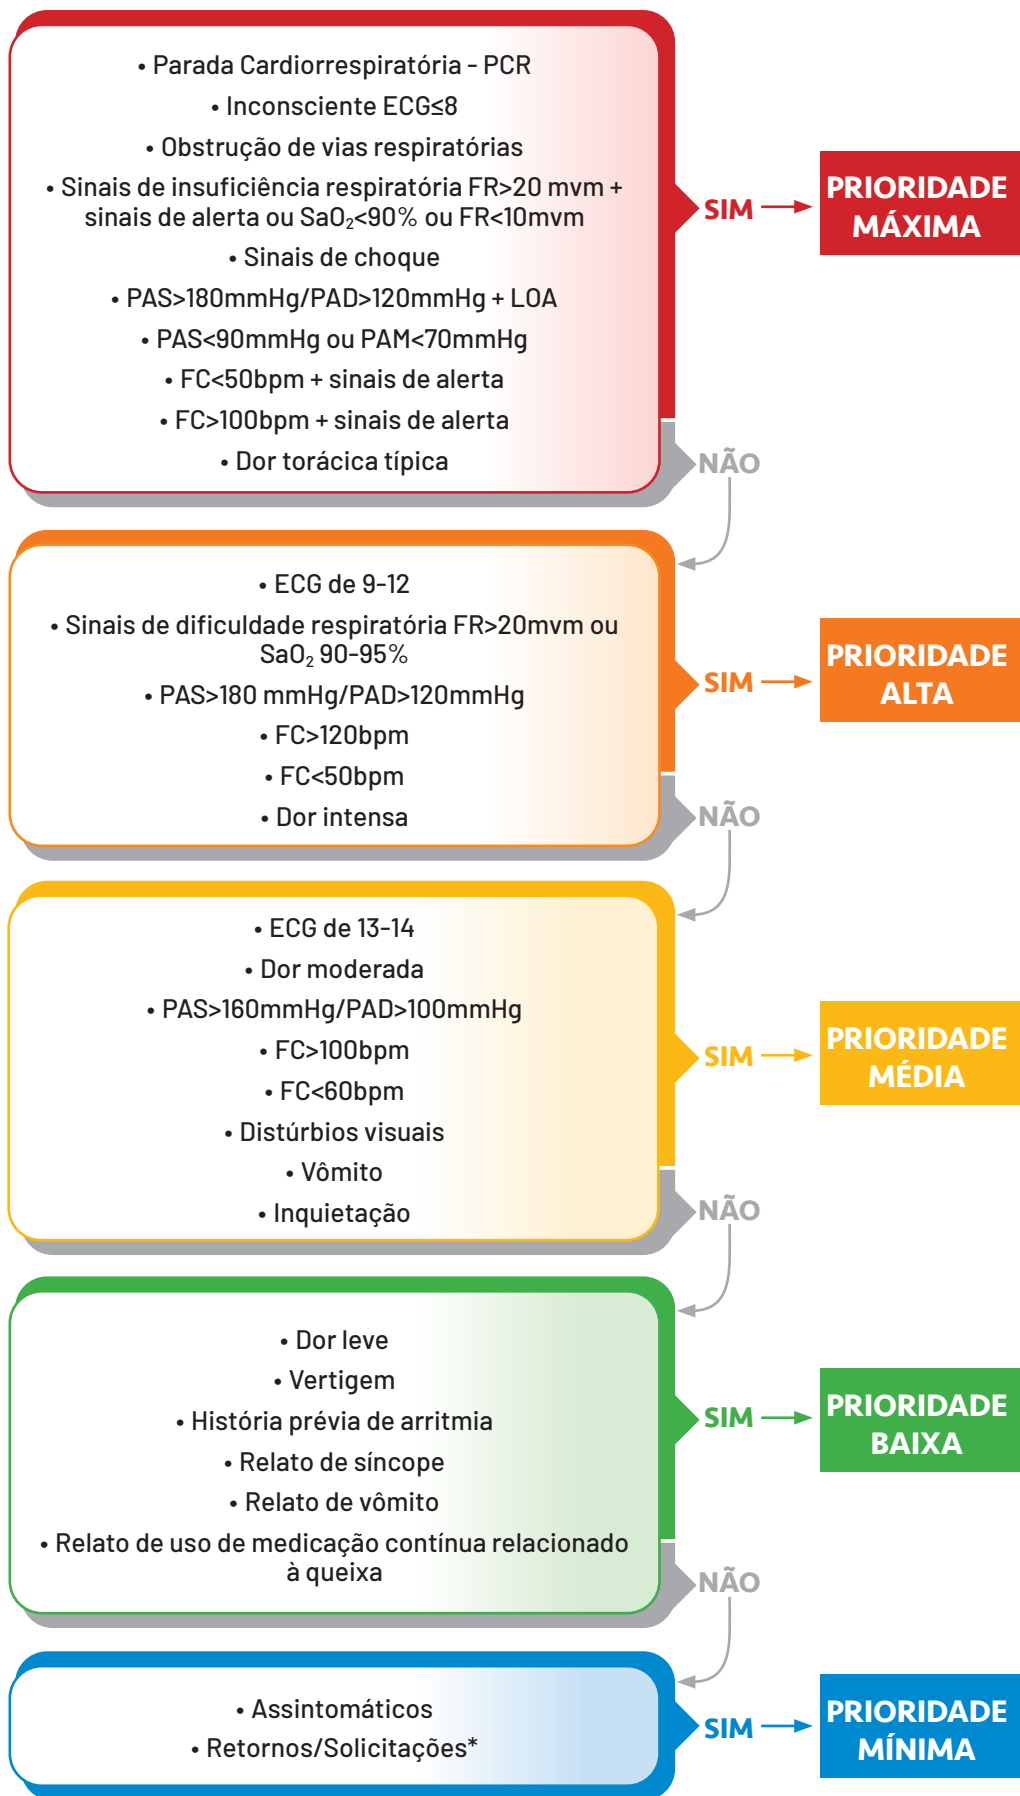 • Parada Cardiorrespiratória - PCR
• Inconsciente ECG≤8
• Obstrução de vias respiratórias
• Sinais de insuficiência respiratória FR>20 mvm +
sinais de alerta ou SaO₂<90% ou FR<10mvm
• Sinais de choque
• PAS>180mmHg/PAD>120mmHg + LOA
• PAS<90mmHg ou PAM<70mmHg
• FC<50bpm + sinais de alerta
• FC>100bpm + sinais de alerta
• Dor torácica típica
SIM
PRIORIDADE
MÁXIMA
NÃO
• ECG de 9-12
• Sinais de dificuldade respiratória FR>20mvm ou
SaO₂ 90-95%
• PAS>180 mmHg/PAD>120mmHg
• FC>120bpm
• FC<50bpm
• Dor intensa
SIM
PRIORIDADE
ALTA
NÃO
• ECG de 13-14
• Dor moderada
• PAS>160mmHg/PAD>100mmHg
• FC>100bpm
• FC<60bpm
• Distúrbios visuais
• Vômito
• Inquietação
SIM
PRIORIDADE
MÉDIA
NÃO
• Dor leve
• Vertigem
• História prévia de arritmia
• Relato de síncope
• Relato de vômito
• Relato de uso de medicação contínua relacionado
à queixa
SIM
PRIORIDADE
BAIXA
NÃO
• Assintomáticos
• Retornos/Solicitações*
SIM
PRIORIDADE
MÍNIMA